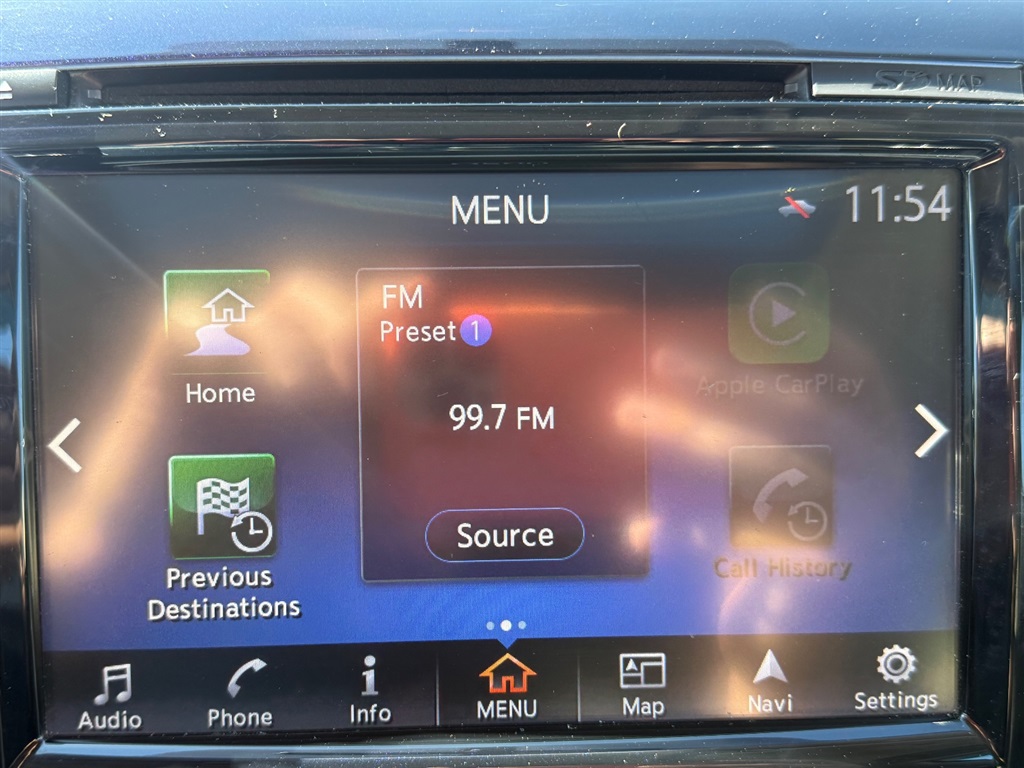 SD MAP
MENU
11:54
FM
Preset 1
Home
Apple CarPlay
99.7 FM
Source
Previous
Destinations
Call History
Audio
Phone
Info
MENU
Map
Navi
Settings